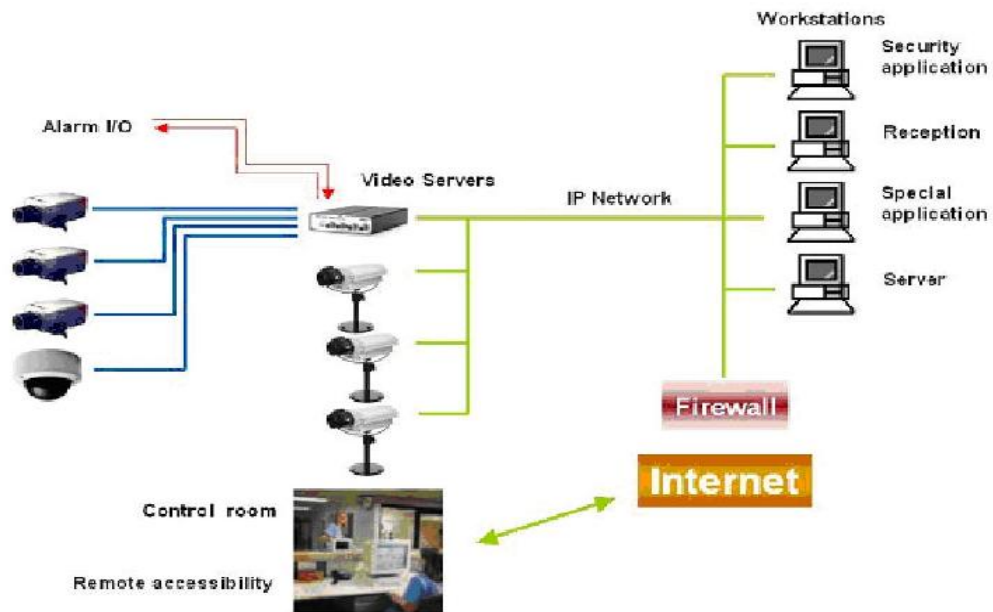 Workstations
Security
application
Alarm I/O
Reception
Video Servers
IP Network
Special
application
Server
Firewall
Internet
Control room
Remote accessibility